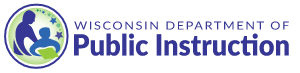 WISCONSIN DEPARTMENT OF
Public Instruction